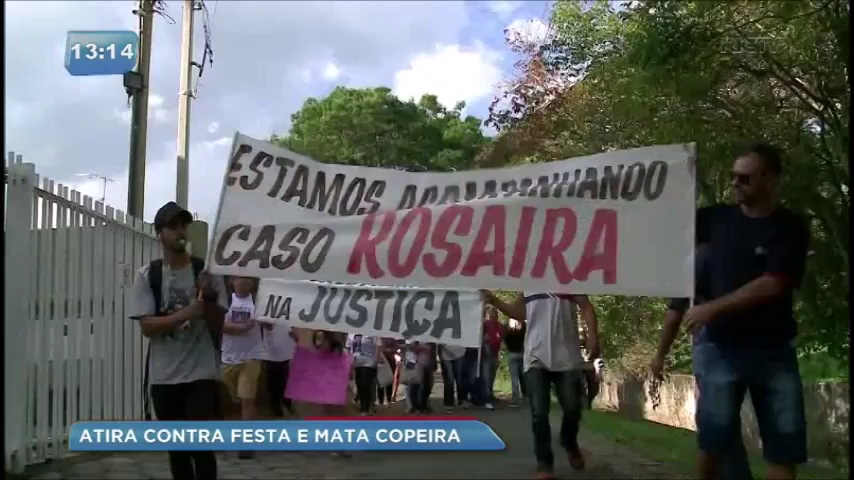 13:14
ESTAMOS ACOMPANHANDO
CASO ROSAIRA
NA JUSTIÇA
ATIRA CONTRA FESTA E MATA COPEIRA